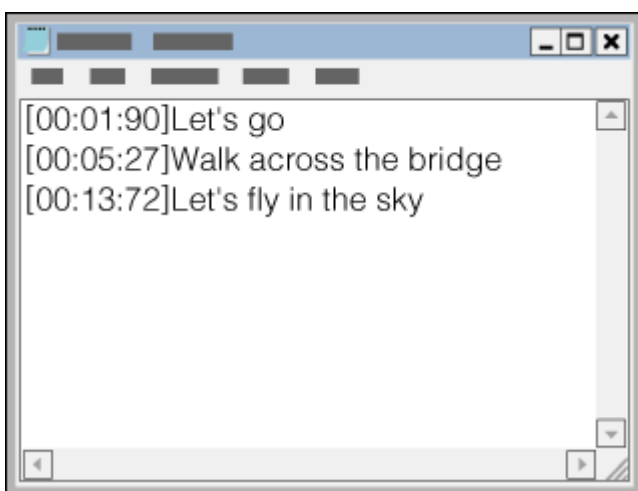 [00:01:90]Let's go
[00:05:27]Walk across the bridge
[00:13:72]Let's fly in the sky